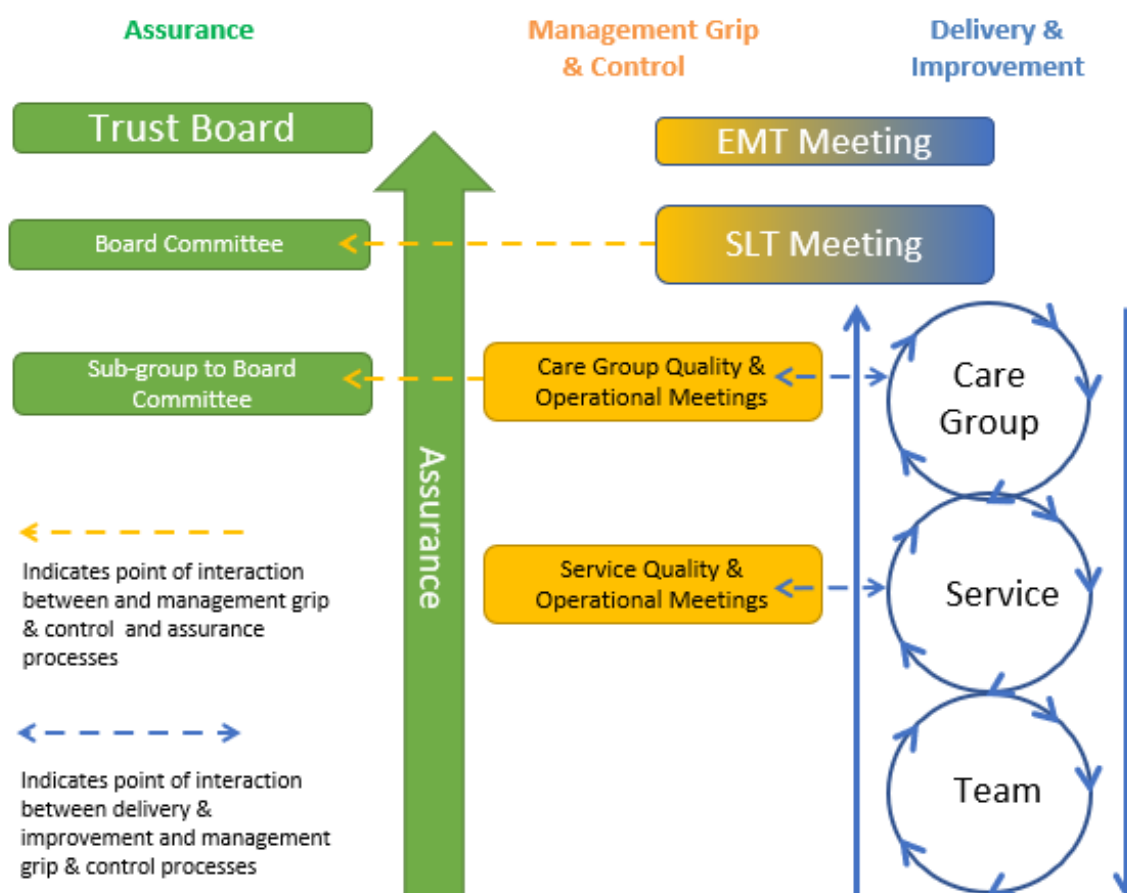 Assurance
Management Grip
& Control
Delivery &
Improvement
Trust Board
EMT Meeting
Board Committee
SLT Meeting
Sub-group to Board
Committee
Care Group Quality &
Operational Meetings
Care
Group
Assurance
Indicates point of interaction
between and management grip
& control and assurance
processes
Service Quality &
Operational Meetings
Service
Indicates point of interaction
between delivery &
improvement and management
grip & control processes
Team